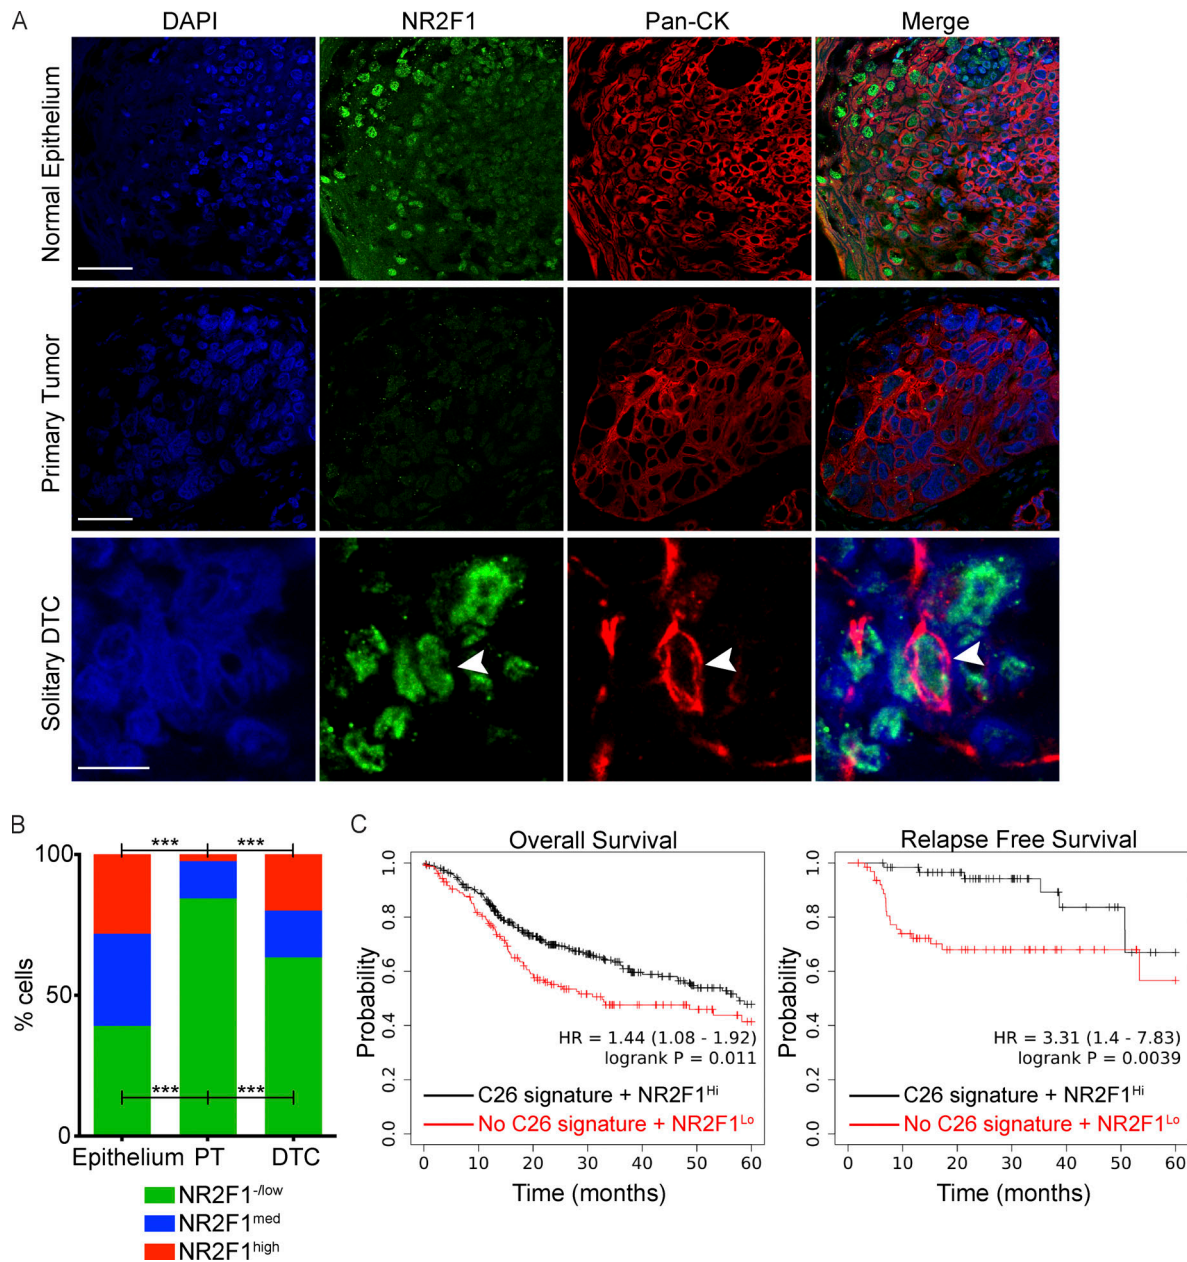 A
DAPI
NR2F1
Pan-CK
Merge
Normal Epithelium
Primary Tumor
Solitary DTC
B
*** ***
100
50
0
% cells
*** ***
Epithelium PT DTC
NR2F1-/low
NR2F1med
NR2F1high
C
Overall Survival
1.0
0.8
0.6
0.4
0.2
0.0
Probability
HR = 1.44 (1.08 - 1.92)
logrank P = 0.011
C26 signature + NR2F1Hi
No C26 signature + NR2F1Lo
0 10 20 30 40 50 60
Time (months)
Relapse Free Survival
1.0
0.8
0.6
0.4
0.2
0.0
Probability
HR = 3.31 (1.4 - 7.83)
logrank P = 0.0039
C26 signature + NR2F1Hi
No C26 signature + NR2F1Lo
0 10 20 30 40 50 60
Time (months)